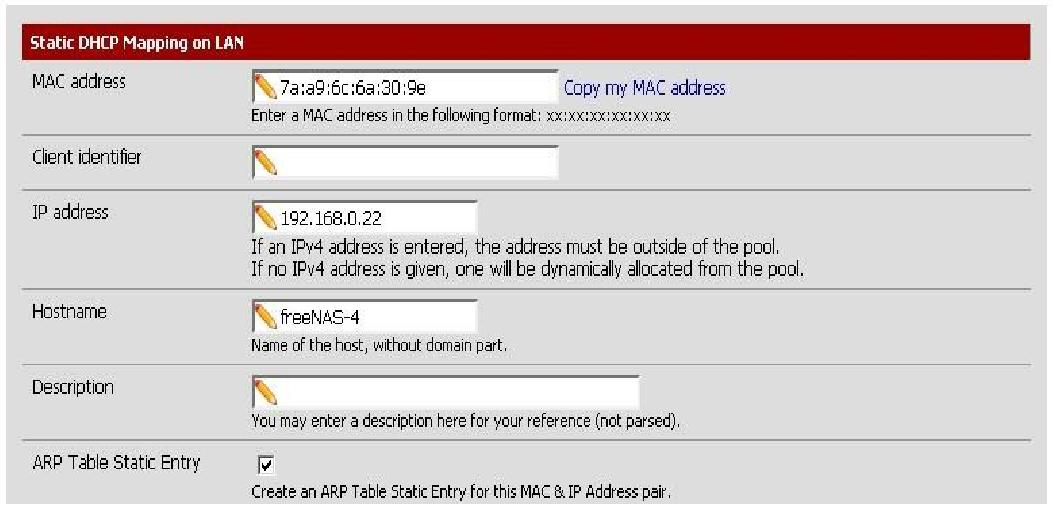 Static DHCP Mapping on LAN
MAC address
7a:a9:6c:6a:30:9e
Copy my MAC address
Enter a MAC address in the following format: xx:xx:xx:xx:xx:xx
Client identifier
IP address
192.168.0.22
If an IPv4 address is entered, the address must be outside of the pool.
If no IPv4 address is given, one will be dynamically allocated from the pool.
Hostname
freeNAS-4
Name of the host, without domain part.
Description
You may enter a description here for your reference (not parsed).
ARP Table Static Entry
Create an ARP Table Static Entry for this MAC & IP Address pair.